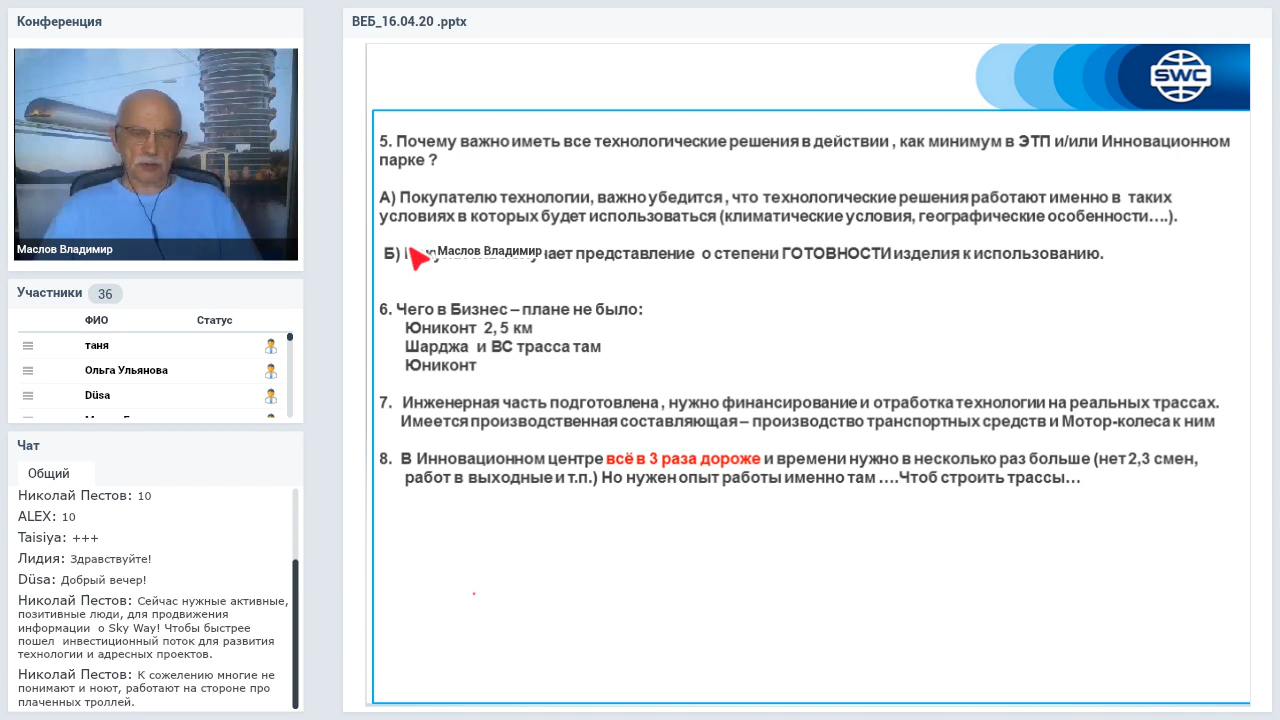 Конференция
Маслов Владимир
Участники 36
ФИО Статус
таня
Ольга Ульянова
Düsa
Чат
Общий
Николай Пестов: 10
ALEX: 10
Taisiya: +++
Лидия: Здравствуйте!
Düsa: Добрый вечер!
Николай Пестов: Сейчас нужные активные,
позитивные люди, для продвижения
информации о Sky Way! Чтобы быстрее
пошел инвестиционный поток для развития
технологии и адресных проектов.
Николай Пестов: К сожелению многие не
понимают и ноют, работают на стороне про
плаченных троллей.
ВЕБ_16.04.20 .pptx
SWC
5. Почему важно иметь все технологические решения в действии , как минимум в ЭТП и/или Инновационном
парке ?
А) Покупателю технологии, важно убедится , что технологические решения работают именно в таких
условиях в которых будет использоваться (климатические условия, географические особенности….).
Маслов Владимир
Б) представление о степени ГОТОВНОСТИ изделия к использованию.
6. Чего в Бизнес – плане не было:
Юниконт 2, 5 км
Шарджа и ВС трасса там
Юниконт
7. Инженерная часть подготовлена , нужно финансирование и отработка технологии на реальных трассах.
Имеется производственная составляющая – производство транспортных средств и Мотор-колеса к ним
8. В Инновационном центре всё в 3 раза дороже и времени нужно в несколько раз больше (нет 2,3 смен,
работ в выходные и т.п.) Но нужен опыт работы именно там ….Чтоб строить трассы…